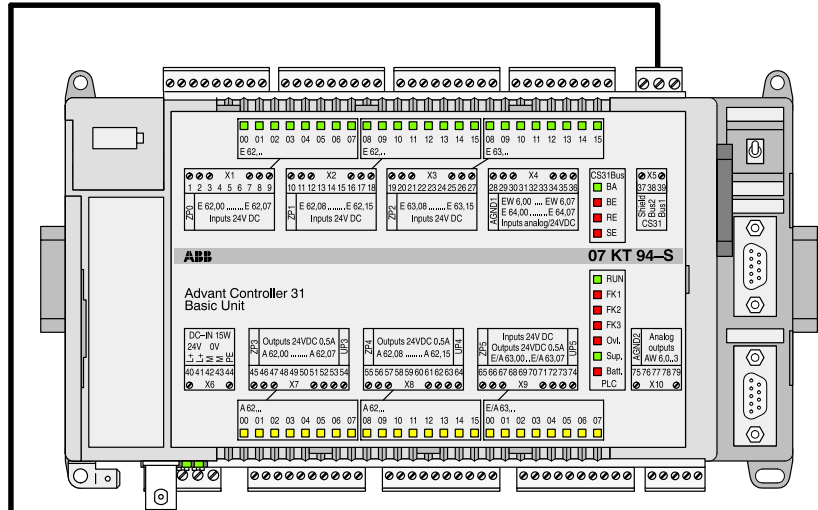 00 01 02 03 04 05 06 07 08 09 10 11 12 13 14 15 08 09 10 11 12 13 14 15
E 62,.. E 62,.. E 63,..
X1
1 2 3 4 5 6 7 8 9
ZP0
E 62,00 ....... E 62,07
Inputs 24V DC
X2
10 11 12 13 14 15 16 17 18
ZP1
E 62,08 ....... E 62,15
Inputs 24V DC
X3
19 20 21 22 23 24 25 26 27
ZP2
E 63,08 ....... E 63,15
Inputs 24V DC
X4
28 29 30 31 32 33 34 35 36
AGND1
EW 6,00 .... EW 6,07
E 64,00 ....... E 64,07
Inputs analog/24VDC
CS31Bus
BA
BE
RE
SE
X5
37 38 39
Shield
Bus2
Bus1
CS31
ABB
07 KT 94–S
Advant Controller 31
Basic Unit
RUN
FK1
FK2
FK3
Ovl.
Sup.
Batt.
PLC
DC–IN 15W
24V 0V
L+ L+ M M PE
40 41 42 43 44
X6
ZP3
Outputs 24VDC 0.5A
A 62,00 ....... A 62,07
UP3
45 46 47 48 49 50 51 52 53 54
X7
ZP4
Outputs 24VDC 0.5A
A 62,08 ....... A 62,15
UP4
55 56 57 58 59 60 61 62 63 64
X8
ZP5
Inputs 24V DC
Outputs 24VDC 0.5A
E/A 63,00...E/A 63,07
UP5
65 66 67 68 69 70 71 72 73 74
X9
AGND2
Analog
outputs
AW 6,0..3
75 76 77 78 79
X10
A 62,.. A 62,.. E/A 63,..
00 01 02 03 04 05 06 07 08 09 10 11 12 13 14 15 00 01 02 03 04 05 06 07